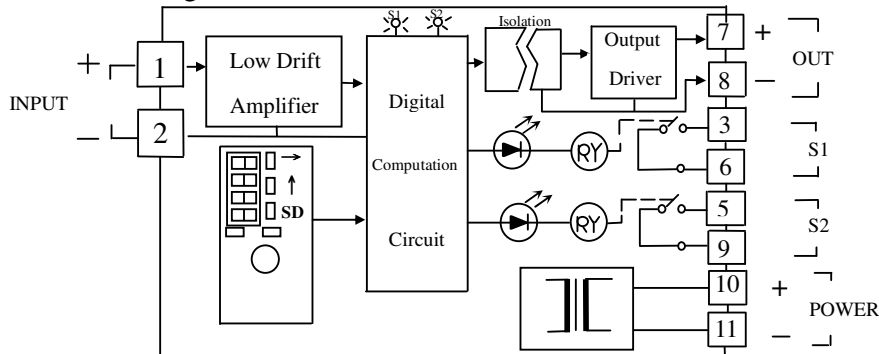 S1 S2 Isolation
7 +
OUT
8 −
Output
Driver
INPUT
+ 1
− 2
Low Drift
Amplifier
Digital
Computation
Circuit
→
↑
SD
RY
3
S1
6
RY
5
S2
9
10 +
POWER
11 −